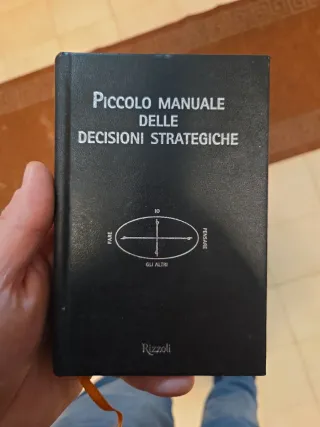 PICCOLO MANUALE
DELLE
DECISIONI STRATEGICHE
IO
FARE
PENSARE
GLI ALTRI
Rizzoli